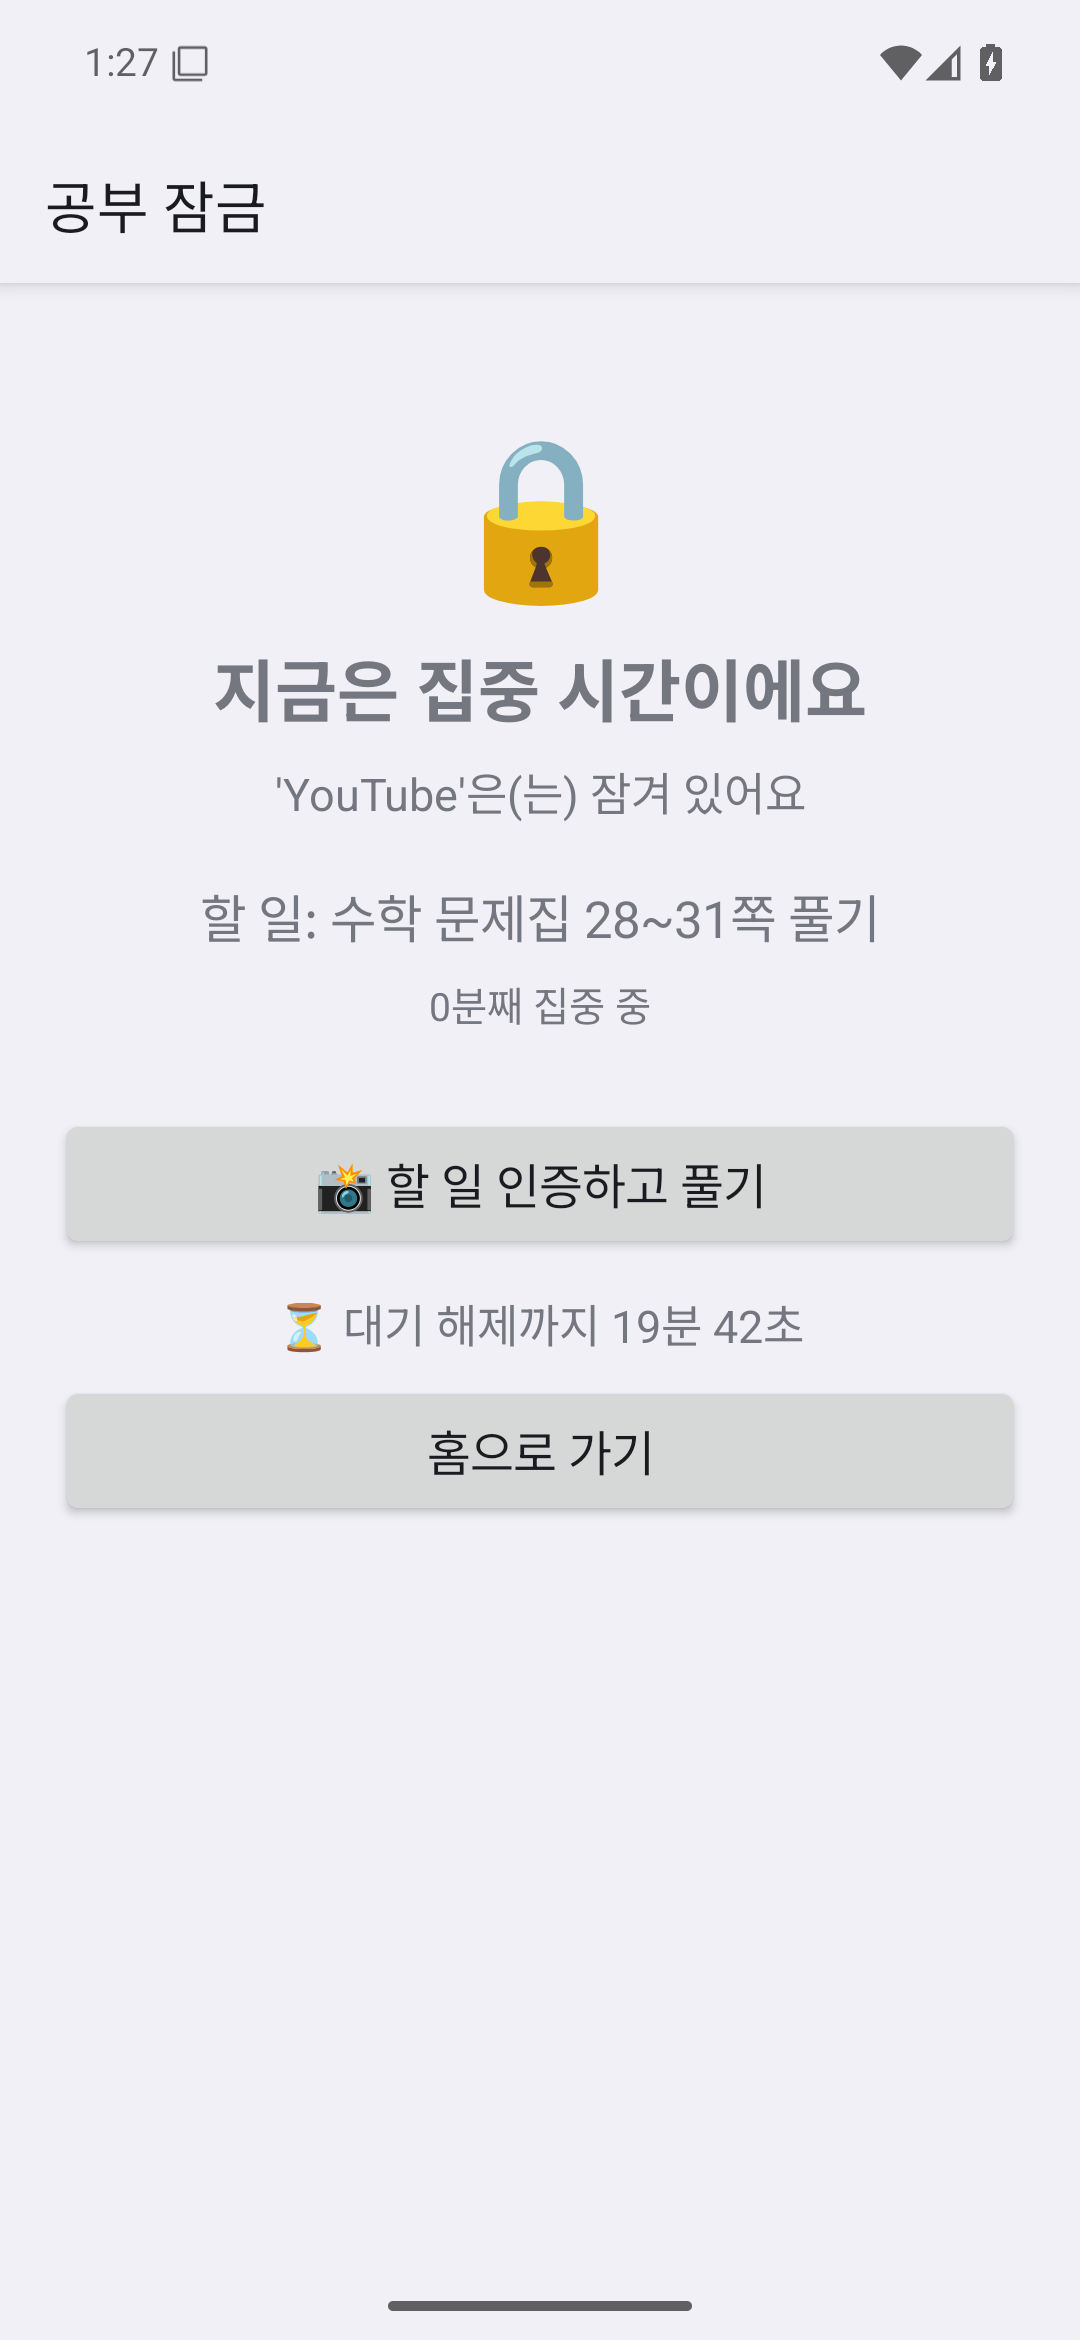 1:27
공부 잠금
지금은 집중 시간이에요
'YouTube'은(는) 잠겨 있어요
할 일: 수학 문제집 28~31쪽 풀기
0분째 집중 중
📸 할 일 인증하고 풀기
⏳ 대기 해제까지 19분 42초
홈으로 가기